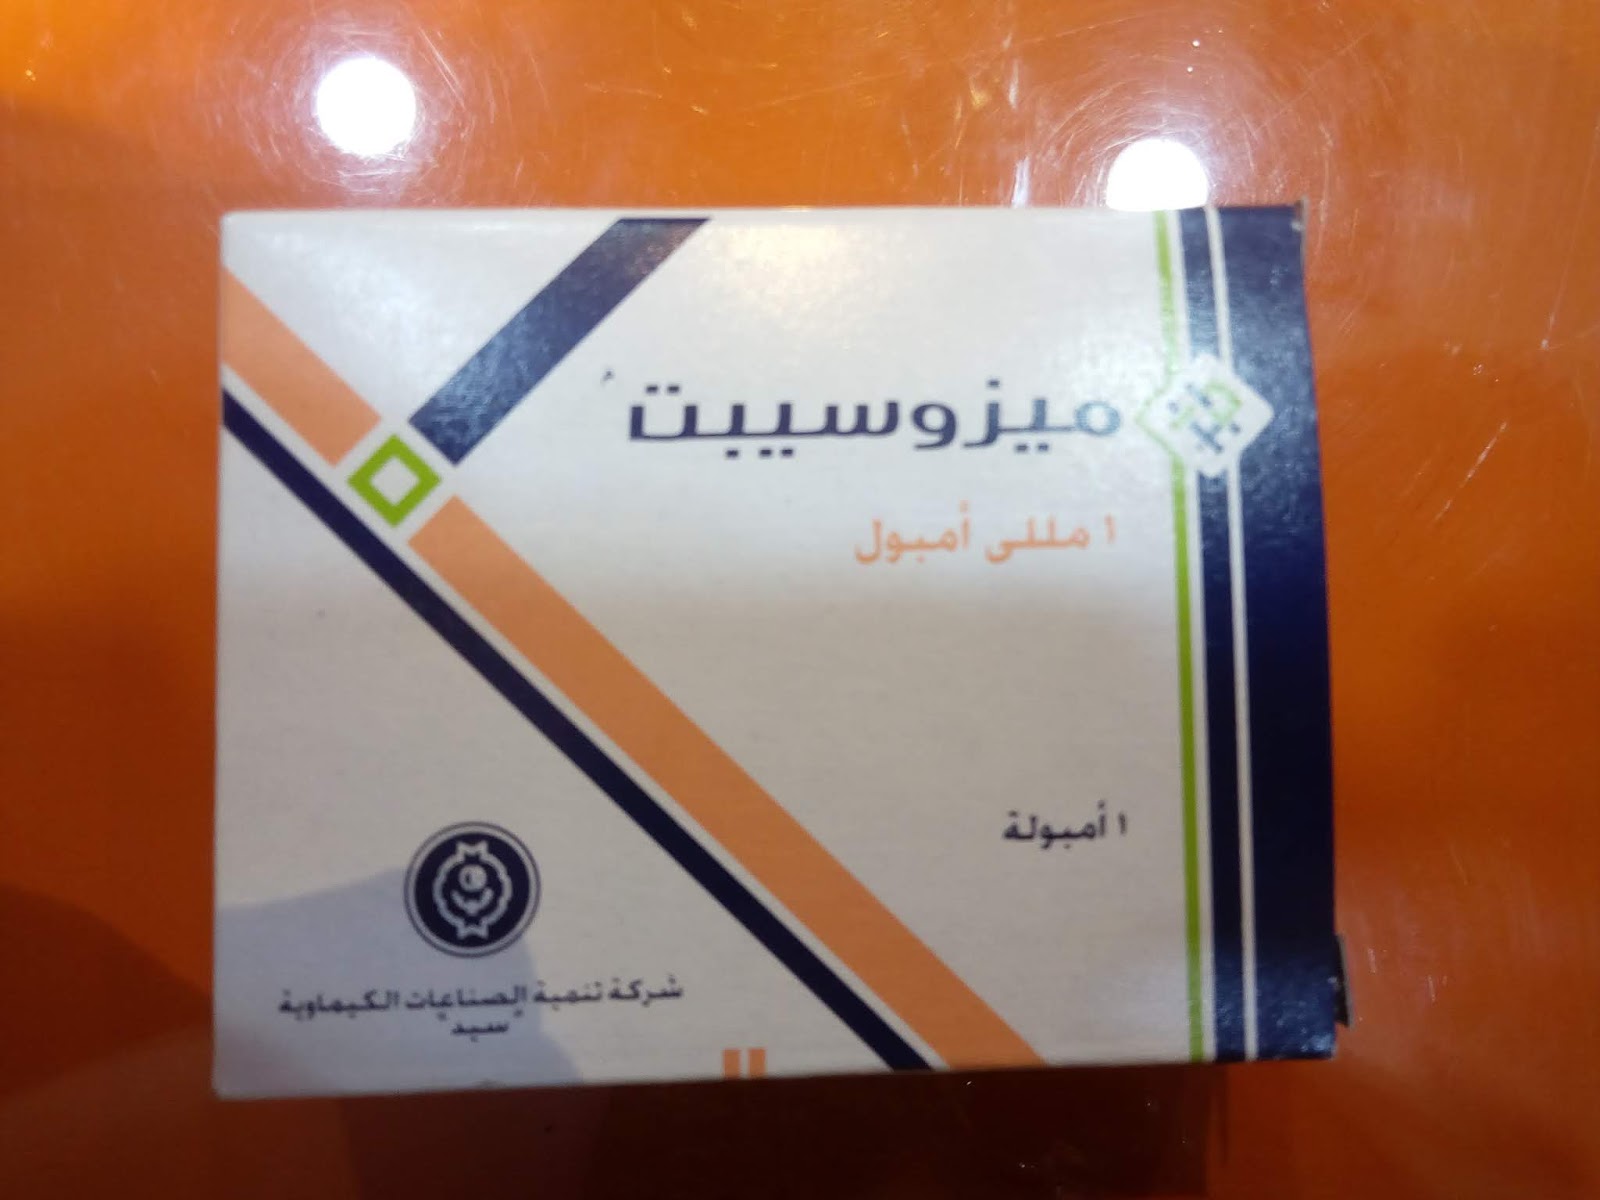 ميزوسيبت م
١ مللى أمبول
١ أمبولة
شركة تنمية الصناعات الكيماوية
سيد